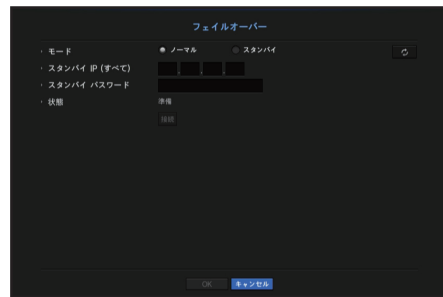 フェイルオーバー
モード ノーマル スタンバイ
スタンバイ IP (すべて)
スタンバイ パスワード
状態 準備
接続
OK キャンセル